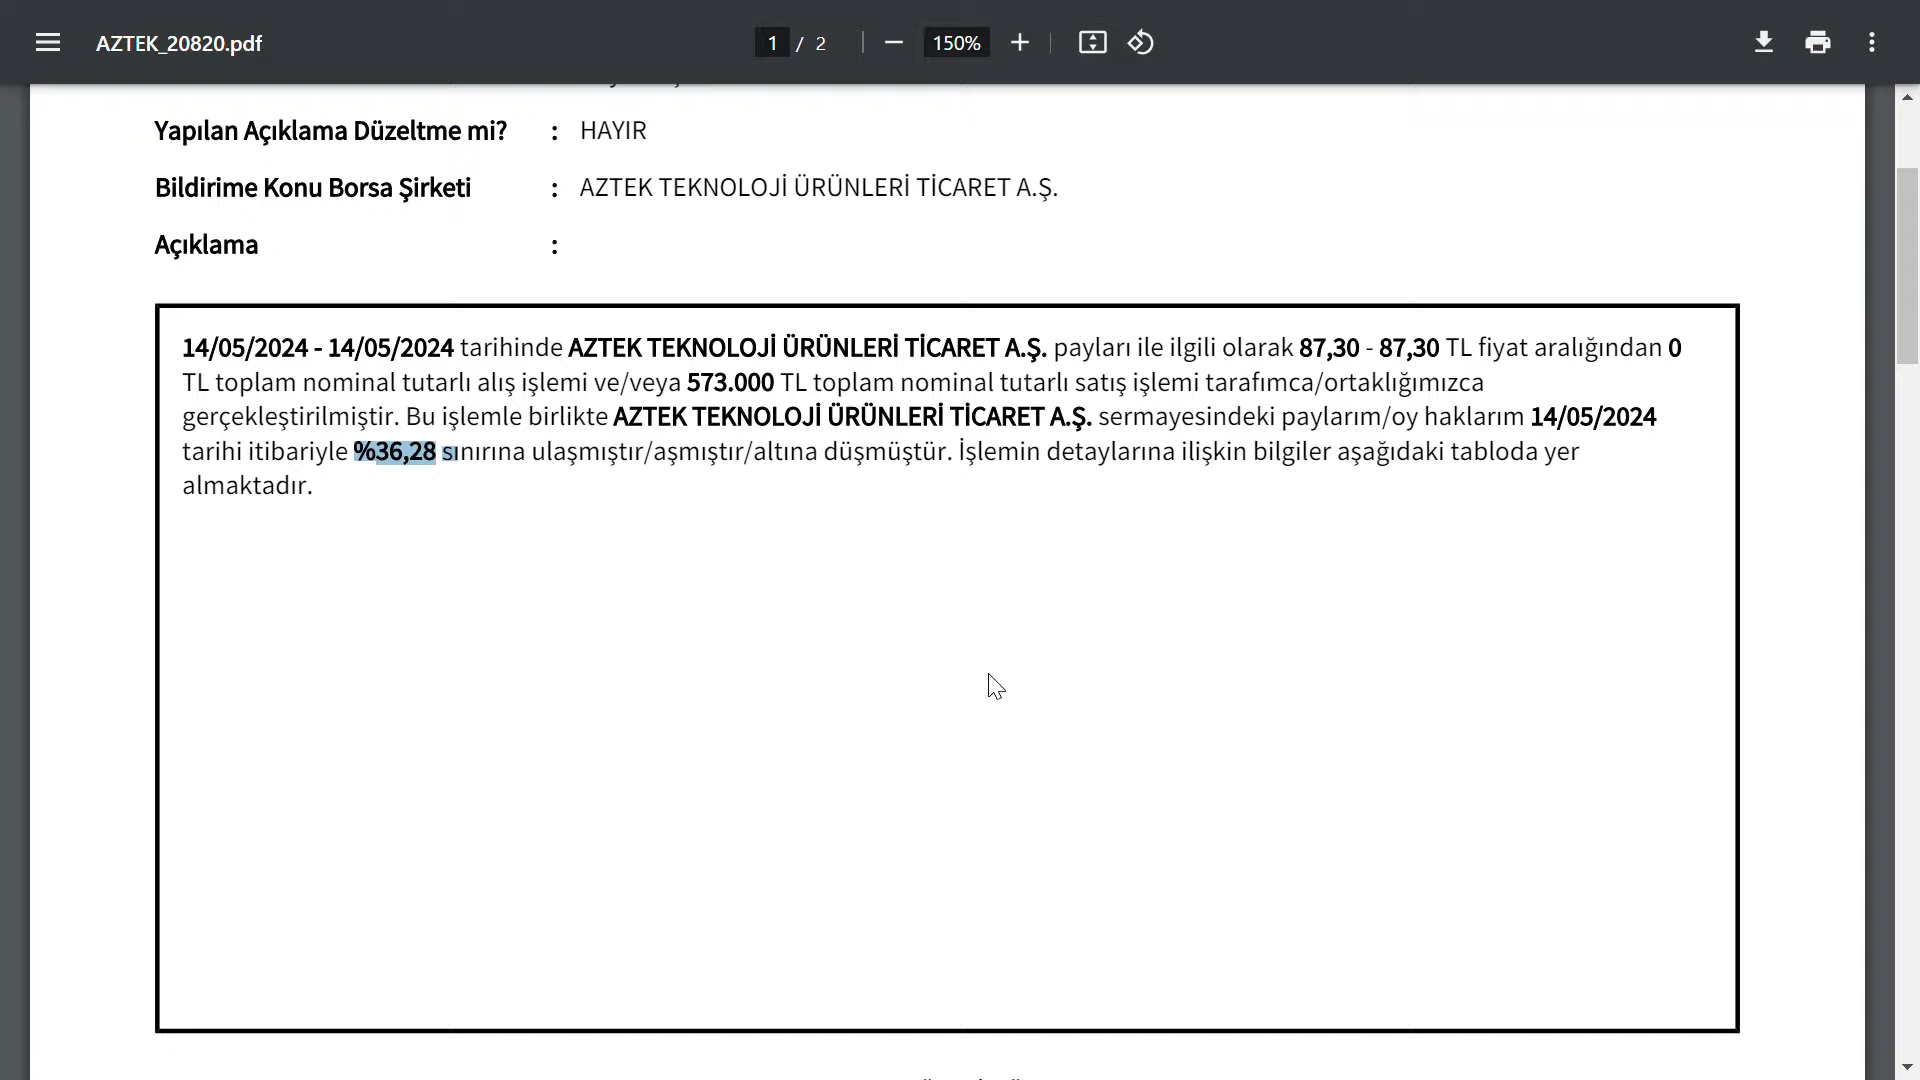 AZTEK_20820.pdf
1 / 2
150%
Yapılan Açıklama Düzeltme mi? : HAYIR
Bildirime Konu Borsa Şirketi : AZTEK TEKNOLOJİ ÜRÜNLERİ TİCARET A.Ş.
Açıklama :
14/05/2024 - 14/05/2024 tarihinde AZTEK TEKNOLOJİ ÜRÜNLERİ TİCARET A.Ş. payları ile ilgili olarak 87,30 - 87,30 TL fiyat aralığından 0
TL toplam nominal tutarlı alış işlemi ve/veya 573.000 TL toplam nominal tutarlı satış işlemi tarafımca/ortaklığımızca
gerçekleştirilmiştir. Bu işlemle birlikte AZTEK TEKNOLOJİ ÜRÜNLERİ TİCARET A.Ş. sermayesindeki paylarım/oy haklarım 14/05/2024
tarihi itibariyle %36,28 sınırına ulaşmıştır/aşmıştır/altına düşmüştür. İşlemin detaylarına ilişkin bilgiler aşağıdaki tabloda yer
almaktadır.